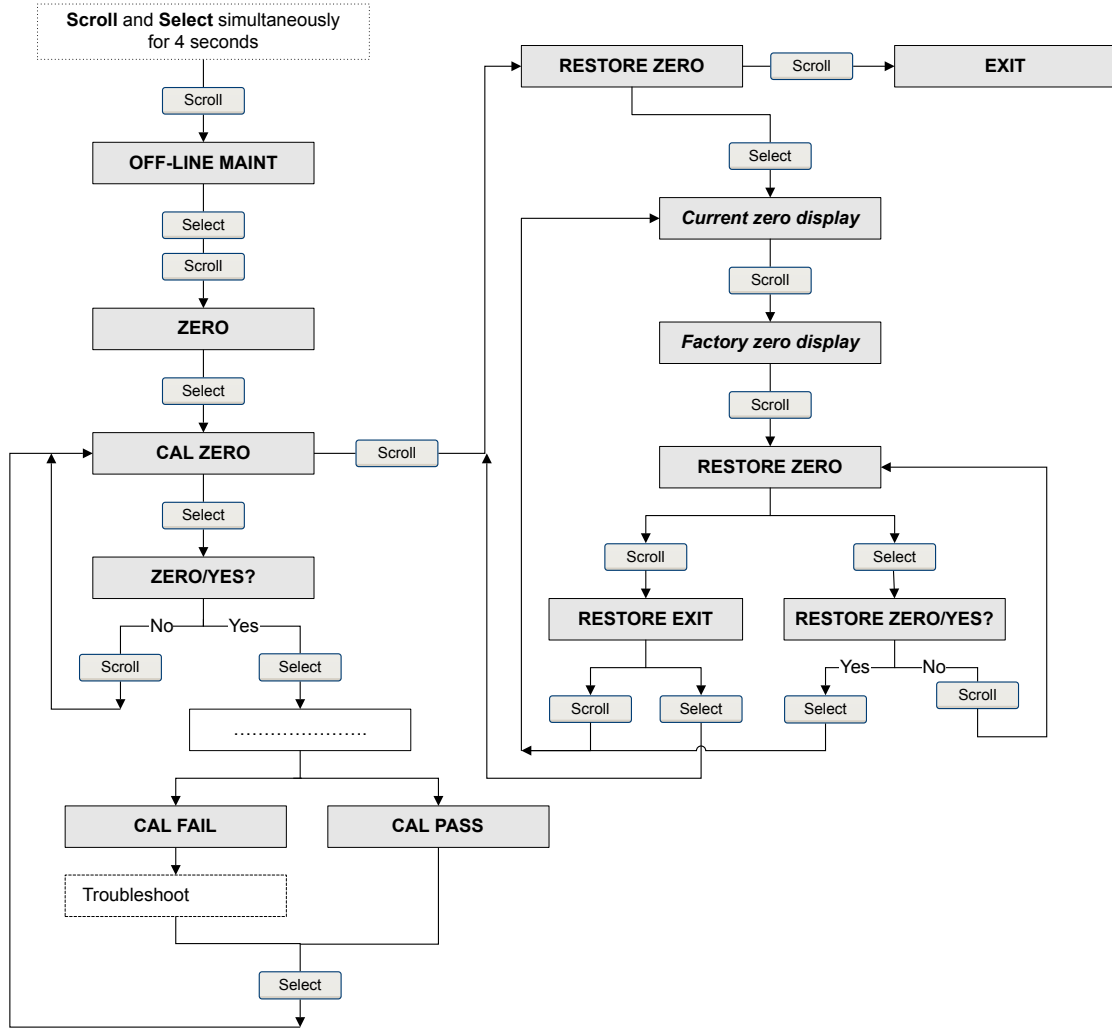 Scroll and Select simultaneously
for 4 seconds
Scroll
OFF-LINE MAINT
Select
Scroll
ZERO
Select
CAL ZERO
Scroll
Select
ZERO/YES?
No
Yes
Scroll
Select
.....................
CAL FAIL
CAL PASS
Troubleshoot
Select
RESTORE ZERO
Scroll
EXIT
Select
Current zero display
Scroll
Factory zero display
Scroll
RESTORE ZERO
Scroll
Select
RESTORE EXIT
RESTORE ZERO/YES?
Yes
No
Scroll
Select
Select
Scroll